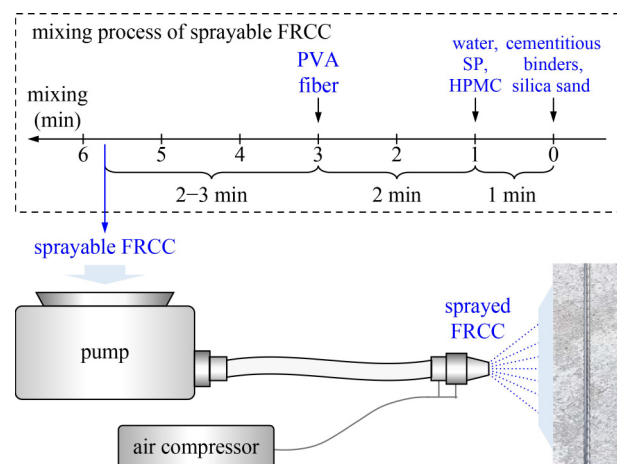 mixing process of sprayable FRCC
PVA
fiber
water,
SP,
HPMC
cementitious
binders,
silica sand
mixing
(min)
6 5 4 3 2 1 0
2−3 min 2 min 1 min
sprayable FRCC
pump
sprayed
FRCC
air compressor